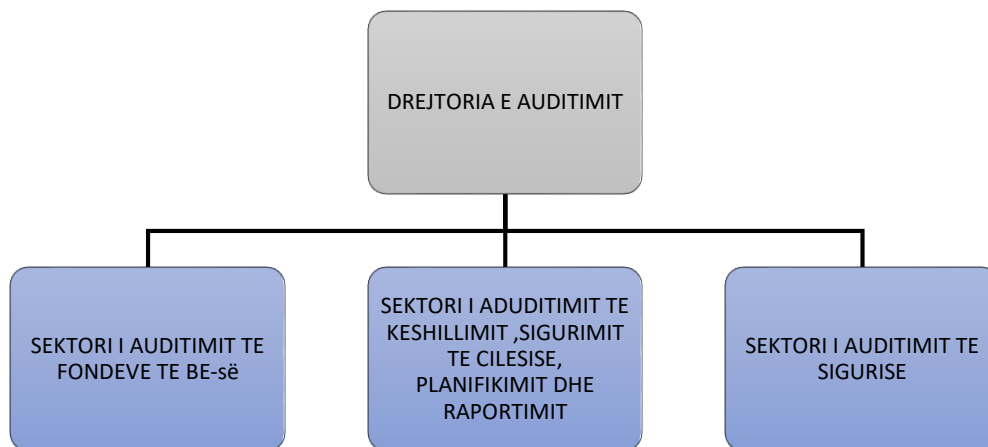 DREJTORIA E AUDITIMIT
SEKTORI I AUDITIMIT TE
FONDEVE TE BE-së
SEKTORI I ADUDITIMIT TE
KESHILLIMIT ,SIGURIMIT
TE CILESISE,
PLANIFIKIMIT DHE
RAPORTIMIT
SEKTORI I AUDITIMIT TE
SIGURISE